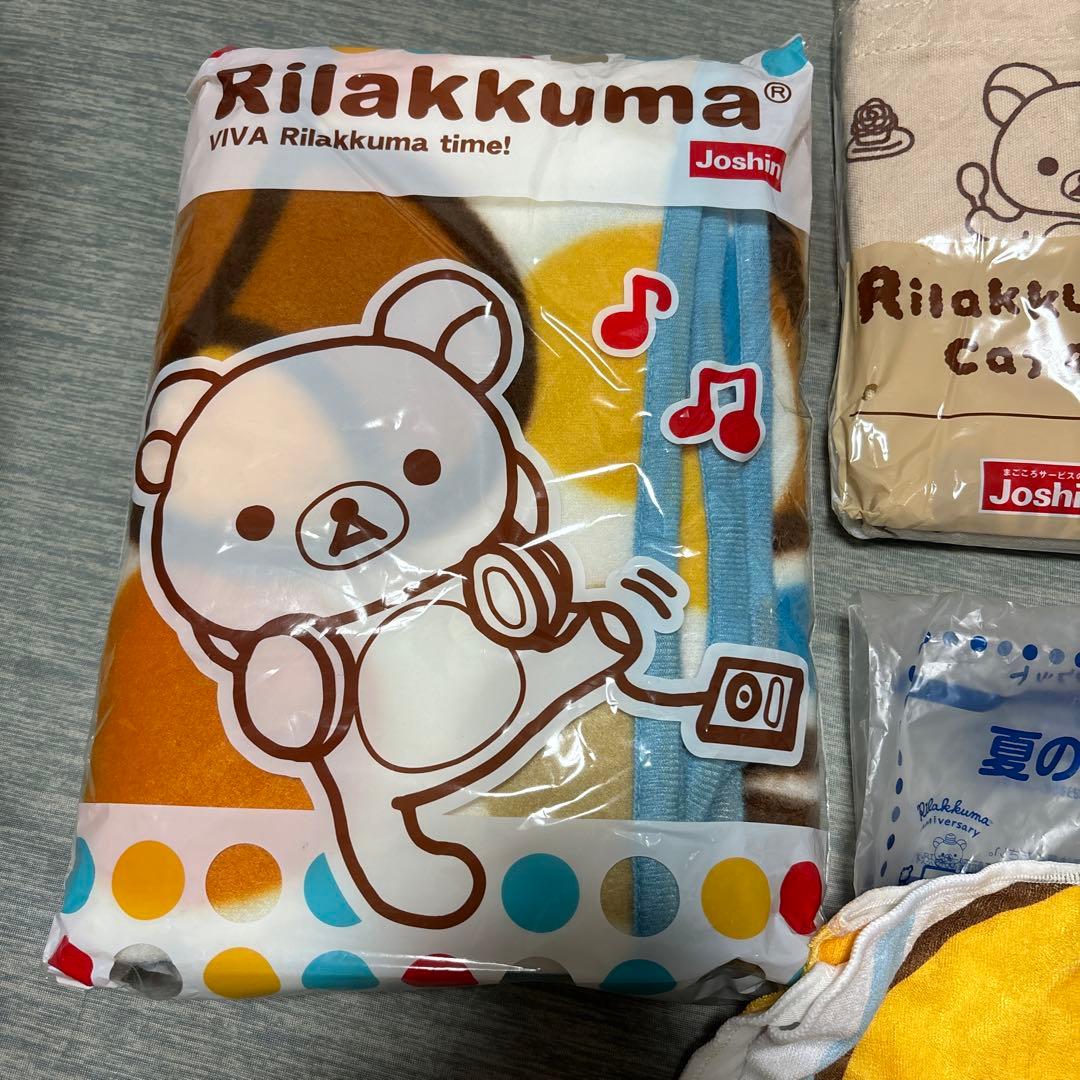 Rilakkuma®
VIVA Rilakkuma time!
Joshin
Rilakku
Ca
まごころサービスの
Joshi
夏の
Rilakkuma
nniversary